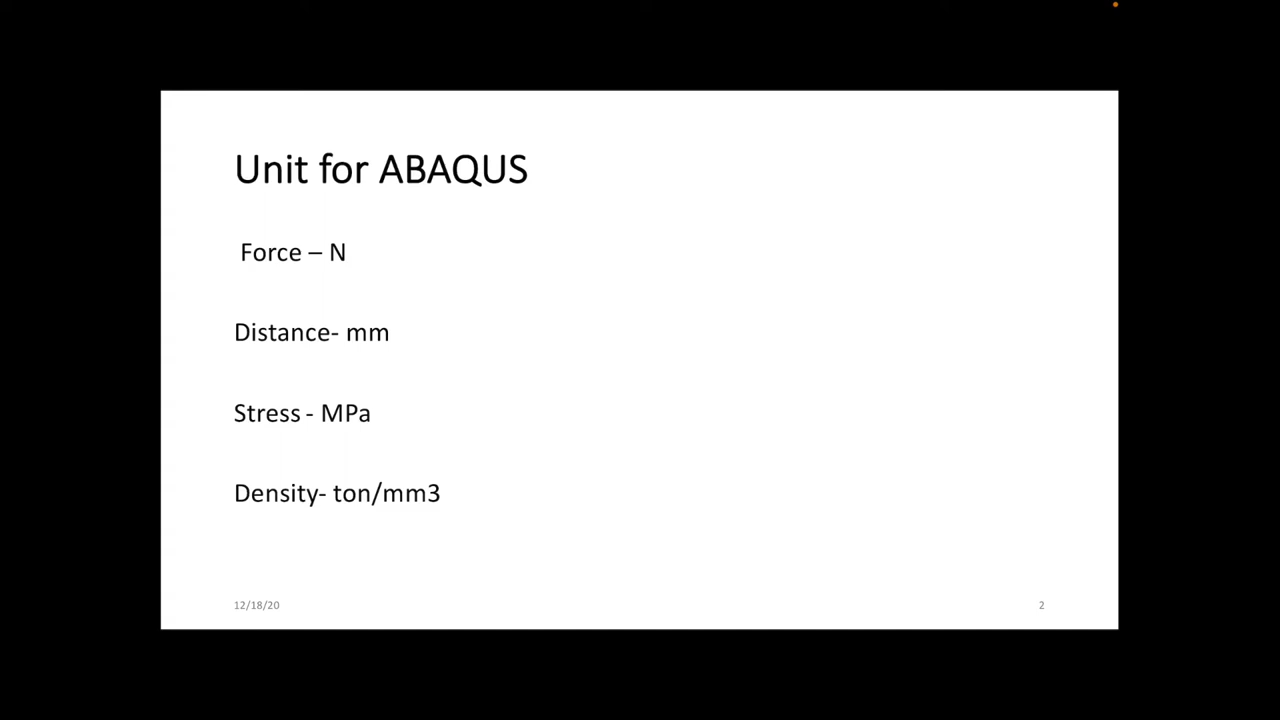 Unit for ABAQUS
Force – N
Distance- mm
Stress - MPa
Density- ton/mm3
12/18/20
2